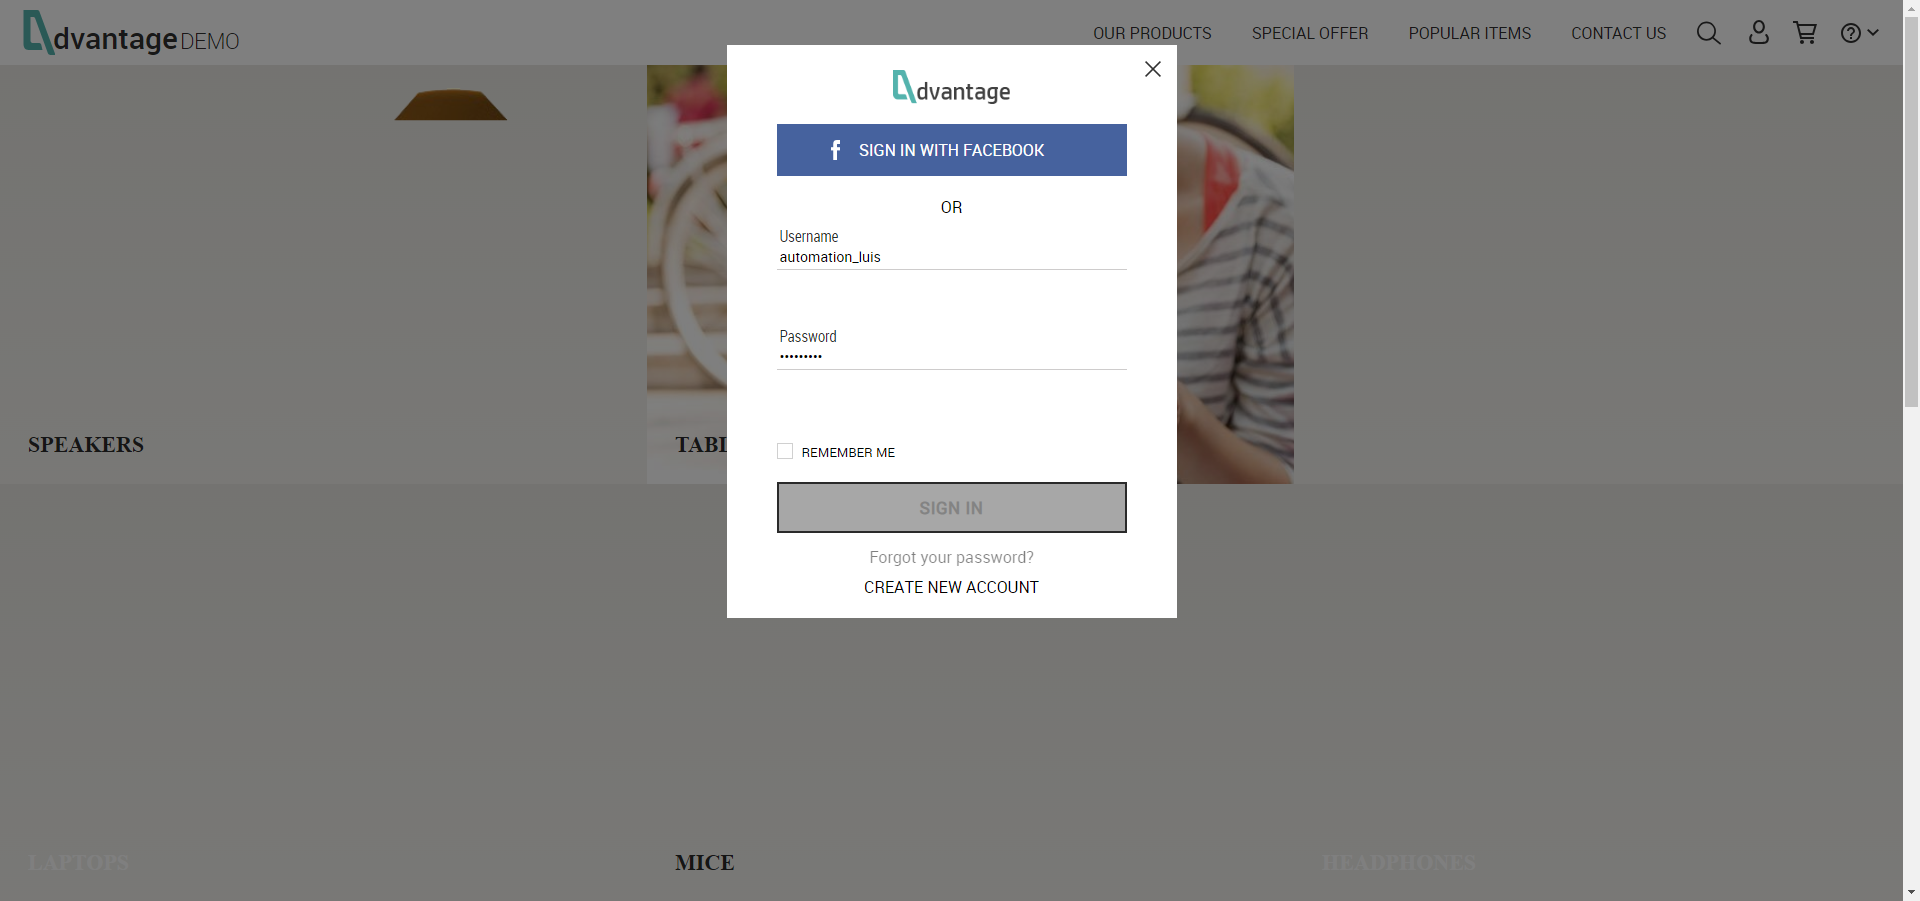 dvantage DEMO
OUR PRODUCTS
SPECIAL OFFER
POPULAR ITEMS
CONTACT US
dvantage
SIGN IN WITH FACEBOOK
OR
Username
automation_luis
Password
•••••••••
REMEMBER ME
SIGN IN
Forgot your password?
CREATE NEW ACCOUNT
SPEAKERS
TABL
LAPTOPS
MICE
HEADPHONES